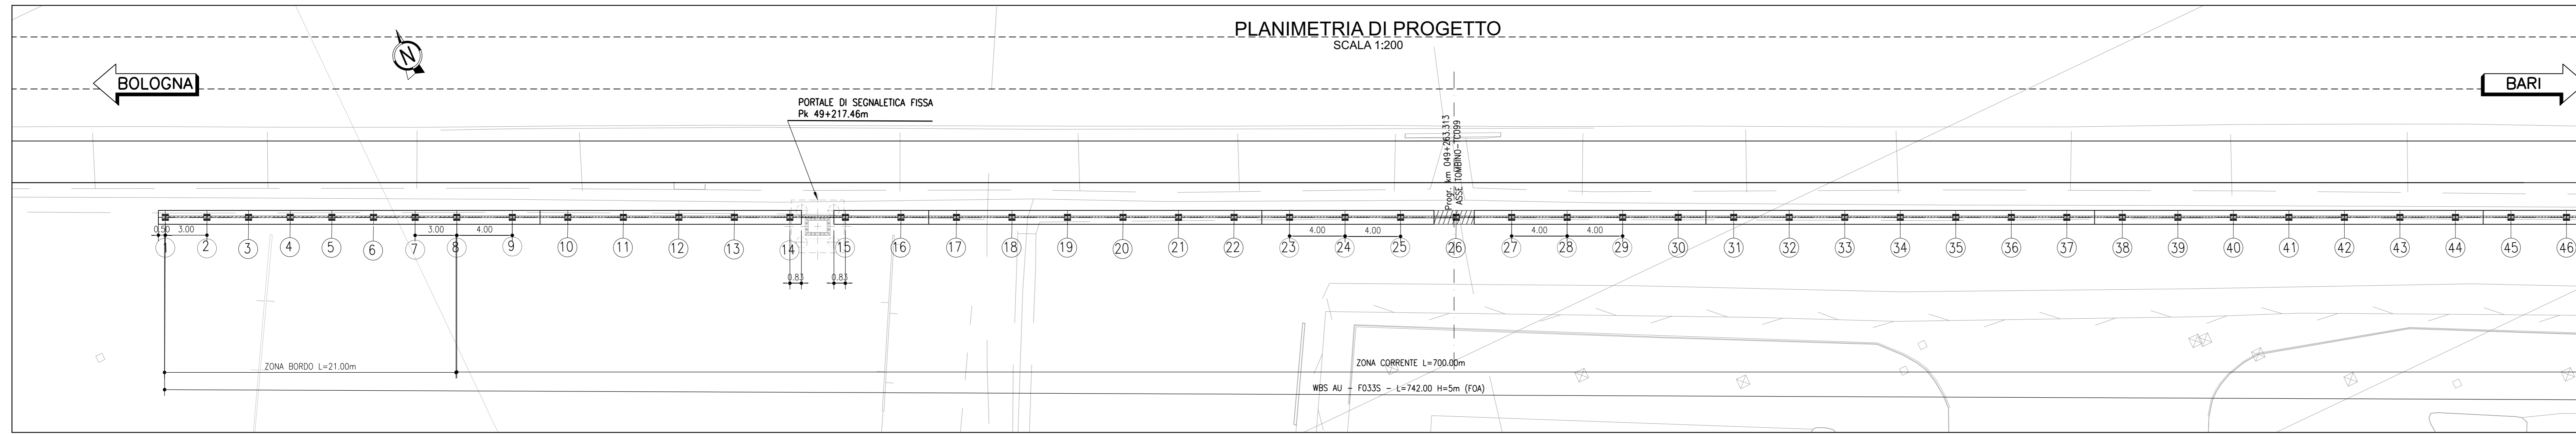 PLANIMETRIA DI PROGETTO
SCALA 1:200
N
BOLOGNA
BARI
PORTALE DI SEGNALETICA FISSA
Pk 49+217.46m
Progr. km 049+263.313
ASSE TOMBINO-TC099
0.50 3.00 3.00 4.00 4.00 4.00 4.00 4.00
1 2 3 4 5 6 7 8 9 10 11 12 13 14 15 16 17 18 19 20 21 22 23 24 25 26 27 28 29 30 31 32 33 34 35 36 37 38 39 40 41 42 43 44 45 46
0.83 0.83
ZONA BORDO L=21.00m
ZONA CORRENTE L=700.00m
WBS AU - F033S - L=742.00 H=5m (FOA)